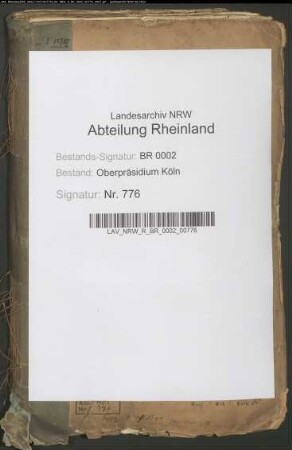 Landesarchiv NRW
Abteilung Rheinland
Bestands-Signatur: BR 0002
Bestand: Oberpräsidium Köln
Signatur: Nr. 776
LAV_NRW_R_BR_0002_00776